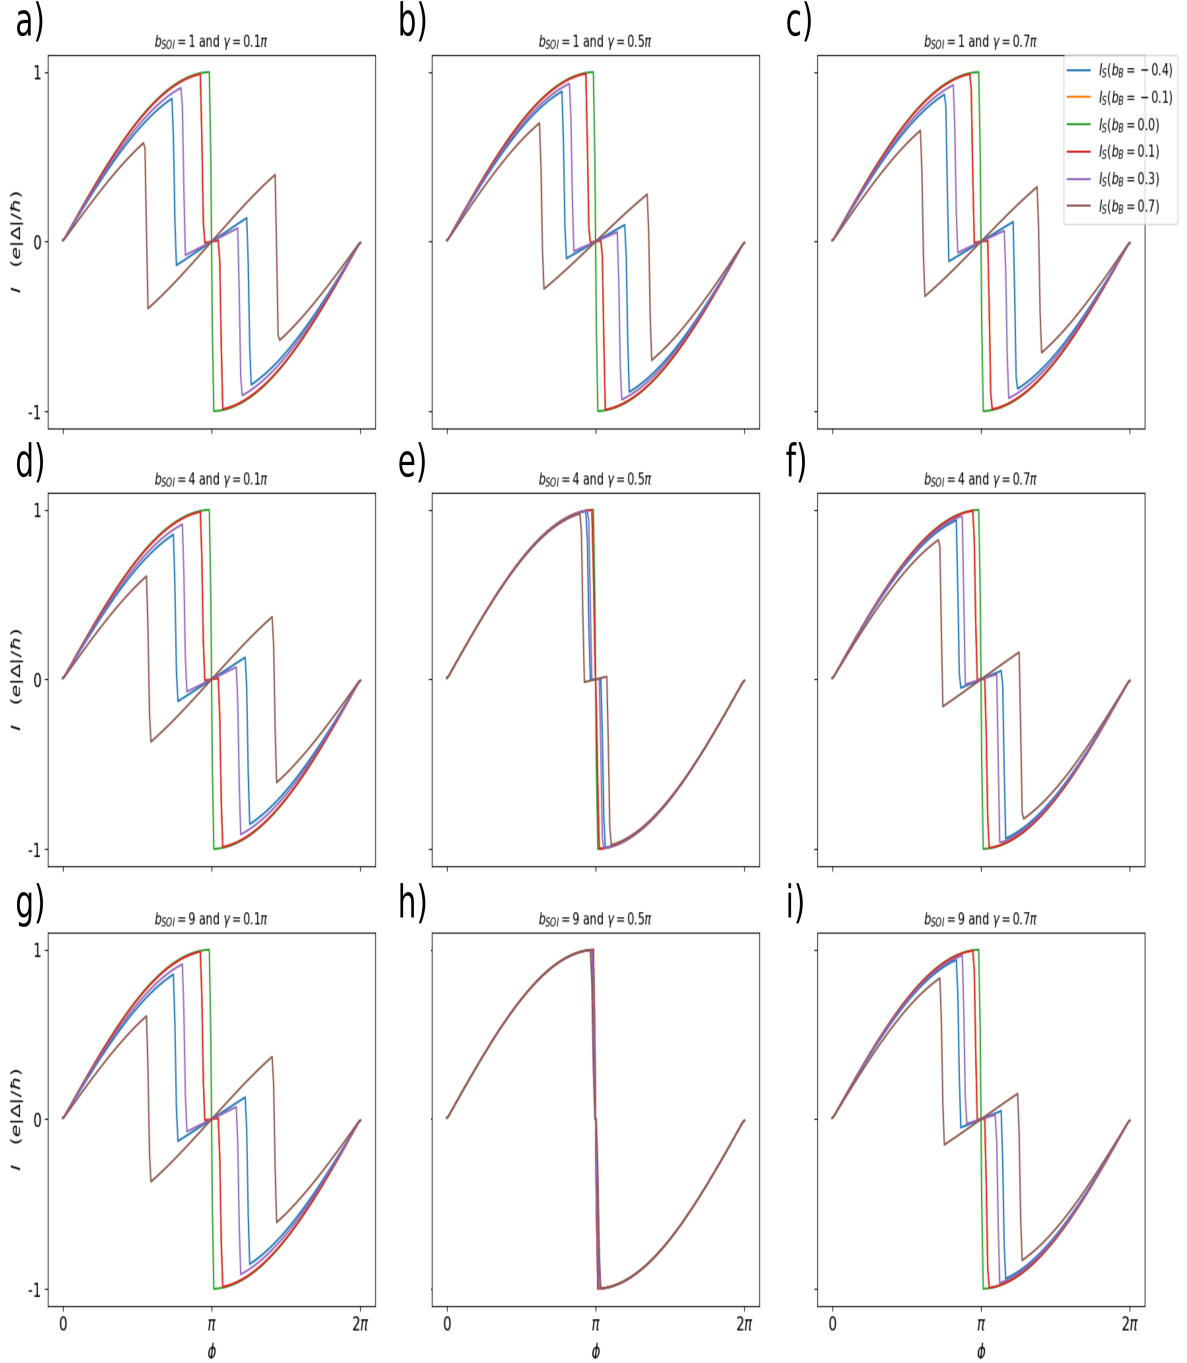 a)
b)
c)
b_SOI = 1 and γ = 0.1π
b_SOI = 1 and γ = 0.5π
b_SOI = 1 and γ = 0.7π
I_S(b_B = −0.4)
I_S(b_B = −0.1)
I_S(b_B = 0.0)
I_S(b_B = 0.1)
I_S(b_B = 0.3)
I_S(b_B = 0.7)
1
0
-1
I (e|Δ|/ℏ)
d)
e)
f)
b_SOI = 4 and γ = 0.1π
b_SOI = 4 and γ = 0.5π
b_SOI = 4 and γ = 0.7π
1
0
-1
I (e|Δ|/ℏ)
g)
h)
i)
b_SOI = 9 and γ = 0.1π
b_SOI = 9 and γ = 0.5π
b_SOI = 9 and γ = 0.7π
1
0
-1
I (e|Δ|/ℏ)
0 π 2π
0 π 2π
0 π 2π
ϕ
ϕ
ϕ